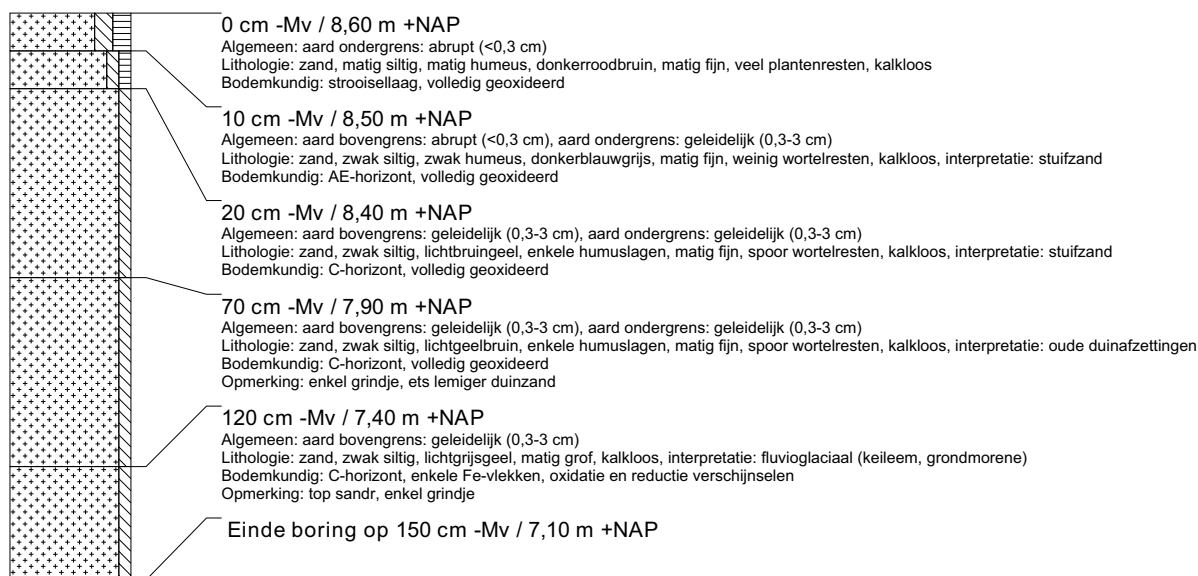 0 cm -Mv / 8,60 m +NAP
Algemeen: aard ondergrens: abrupt (<0,3 cm)
Lithologie: zand, matig siltig, matig humeus, donkerroodbruin, matig fijn, veel plantenresten, kalkloos
Bodemkundig: strooisellaag, volledig geoxideerd
10 cm -Mv / 8,50 m +NAP
Algemeen: aard bovengrens: abrupt (<0,3 cm), aard ondergrens: geleidelijk (0,3-3 cm)
Lithologie: zand, zwak siltig, zwak humeus, donkerblauwgrijs, matig fijn, weinig wortelresten, kalkloos, interpretatie: stuifzand
Bodemkundig: AE-horizont, volledig geoxideerd
20 cm -Mv / 8,40 m +NAP
Algemeen: aard bovengrens: geleidelijk (0,3-3 cm), aard ondergrens: geleidelijk (0,3-3 cm)
Lithologie: zand, zwak siltig, lichtbruingeel, enkele humuslagen, matig fijn, spoor wortelresten, kalkloos, interpretatie: stuifzand
Bodemkundig: C-horizont, volledig geoxideerd
70 cm -Mv / 7,90 m +NAP
Algemeen: aard bovengrens: geleidelijk (0,3-3 cm), aard ondergrens: geleidelijk (0,3-3 cm)
Lithologie: zand, zwak siltig, lichtgeelbruin, enkele humuslagen, matig fijn, spoor wortelresten, kalkloos, interpretatie: oude duinafzettingen
Bodemkundig: C-horizont, volledig geoxideerd
Opmerking: enkel grindje, ets lemiger duinzand
120 cm -Mv / 7,40 m +NAP
Algemeen: aard bovengrens: geleidelijk (0,3-3 cm)
Lithologie: zand, zwak siltig, lichtgrijsgeel, matig grof, kalkloos, interpretatie: fluvioglaciaal (keileem, grondmorene)
Bodemkundig: C-horizont, enkele Fe-vlekken, oxidatie en reductie verschijnselen
Opmerking: top sandr, enkel grindje
Einde boring op 150 cm -Mv / 7,10 m +NAP